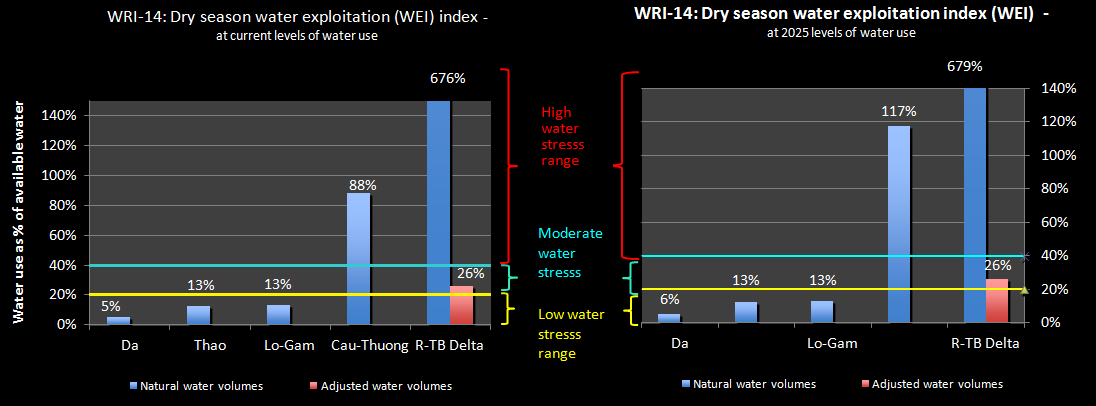 WRI-14: Dry season water exploitation (WEI) index -
at current levels of water use
Water use as% of available water
140%
120%
100%
80%
60%
40%
20%
0%
5%
13%
13%
88%
676%
26%
Da
Thao
Lo-Gam
Cau-Thuong
R-TB Delta
Natural water volumes
Adjusted water volumes
High
water
stresss
range
Moderate
water
stresss
Low water
stresss
range
WRI-14: Dry season water exploitation index (WEI) -
at 2025 levels of water use
679%
117%
6%
13%
13%
26%
140%
120%
100%
80%
60%
40%
20%
0%
Da
Lo-Gam
R-TB Delta
Natural water volumes
Adjusted water volumes